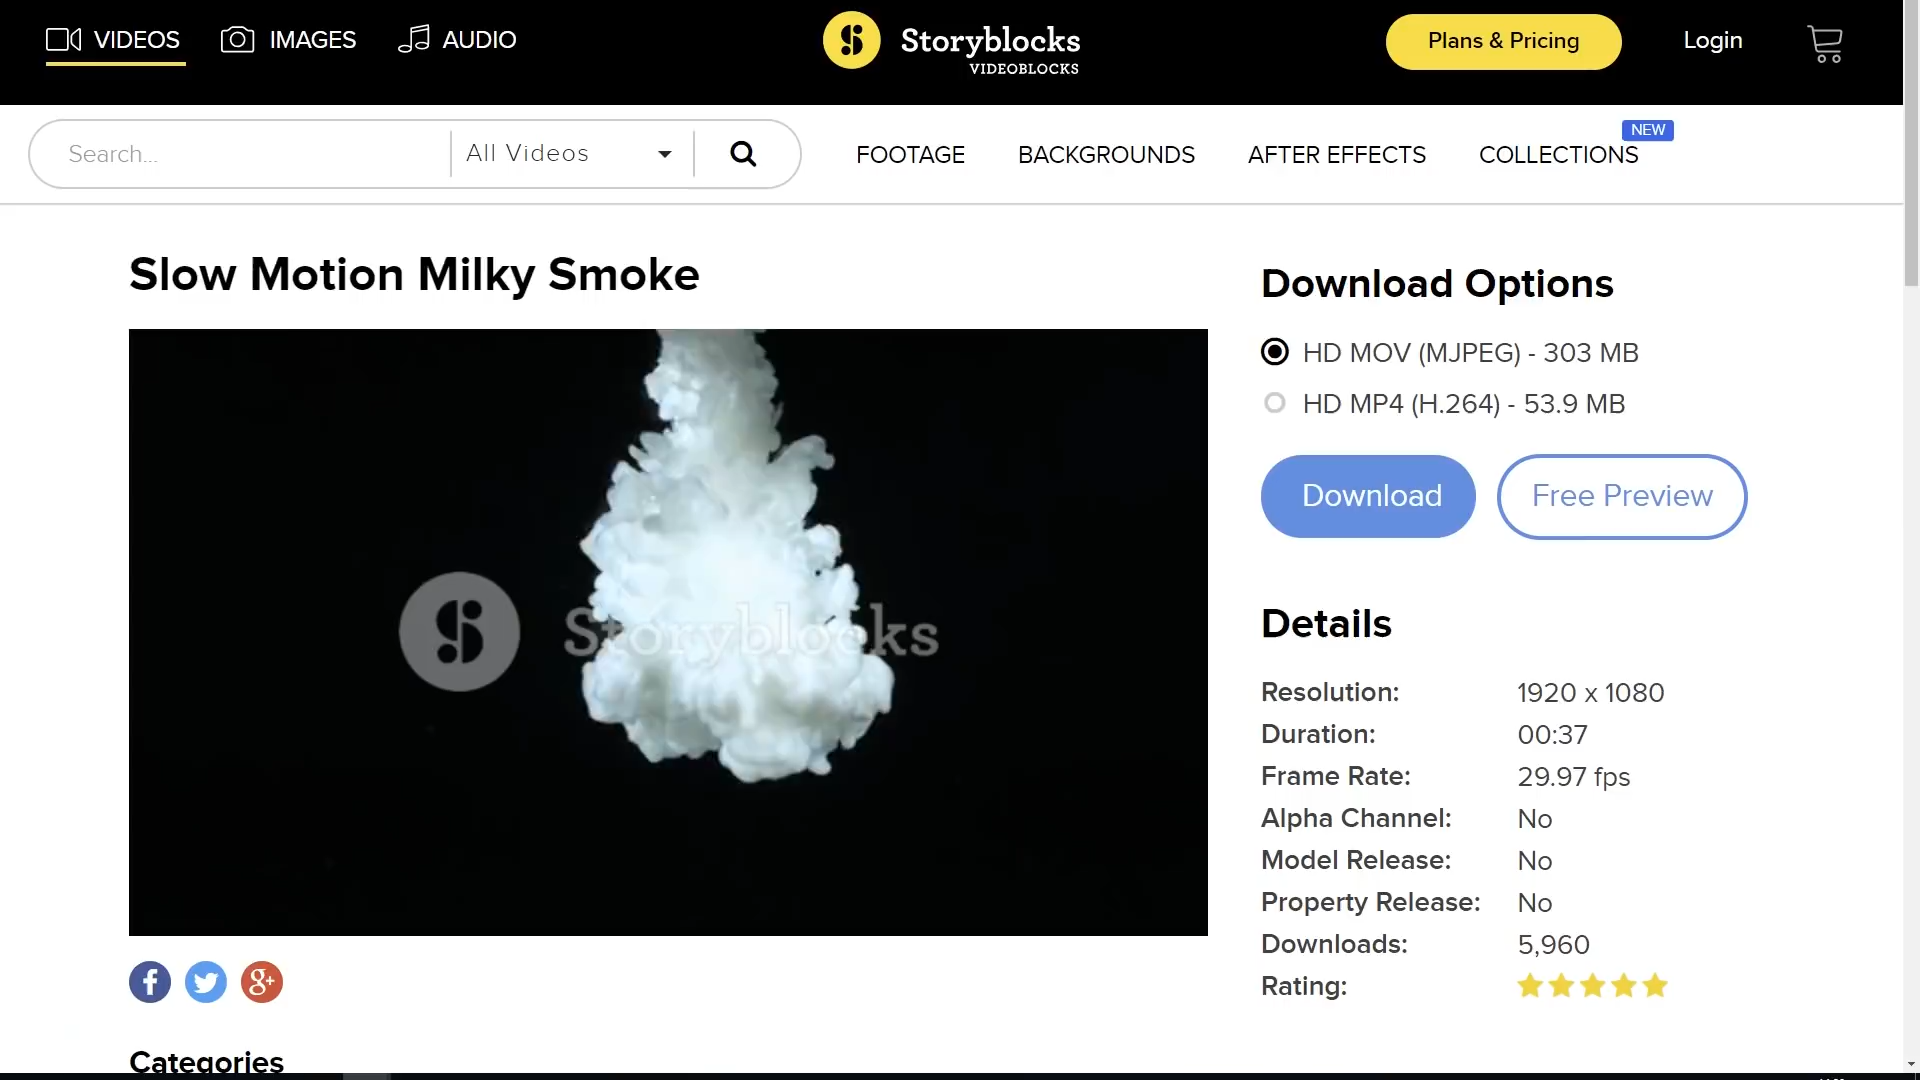 VIDEOS IMAGES AUDIO
Storyblocks
VIDEOBLOCKS
Plans & Pricing
Login
Search...
All Videos
FOOTAGE BACKGROUNDS AFTER EFFECTS COLLECTIONS
NEW
Slow Motion Milky Smoke
Storyblocks
Download Options
HD MOV (MJPEG) - 303 MB
HD MP4 (H.264) - 53.9 MB
Download Free Preview
Details
Resolution: 1920 x 1080
Duration: 00:37
Frame Rate: 29.97 fps
Alpha Channel: No
Model Release: No
Property Release: No
Downloads: 5,960
Rating:
Categories